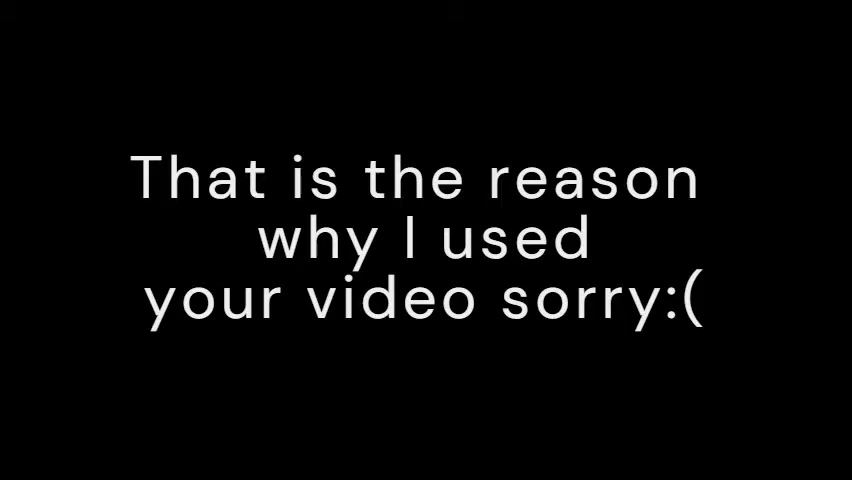 That is the reason
why I used
your video sorry:(